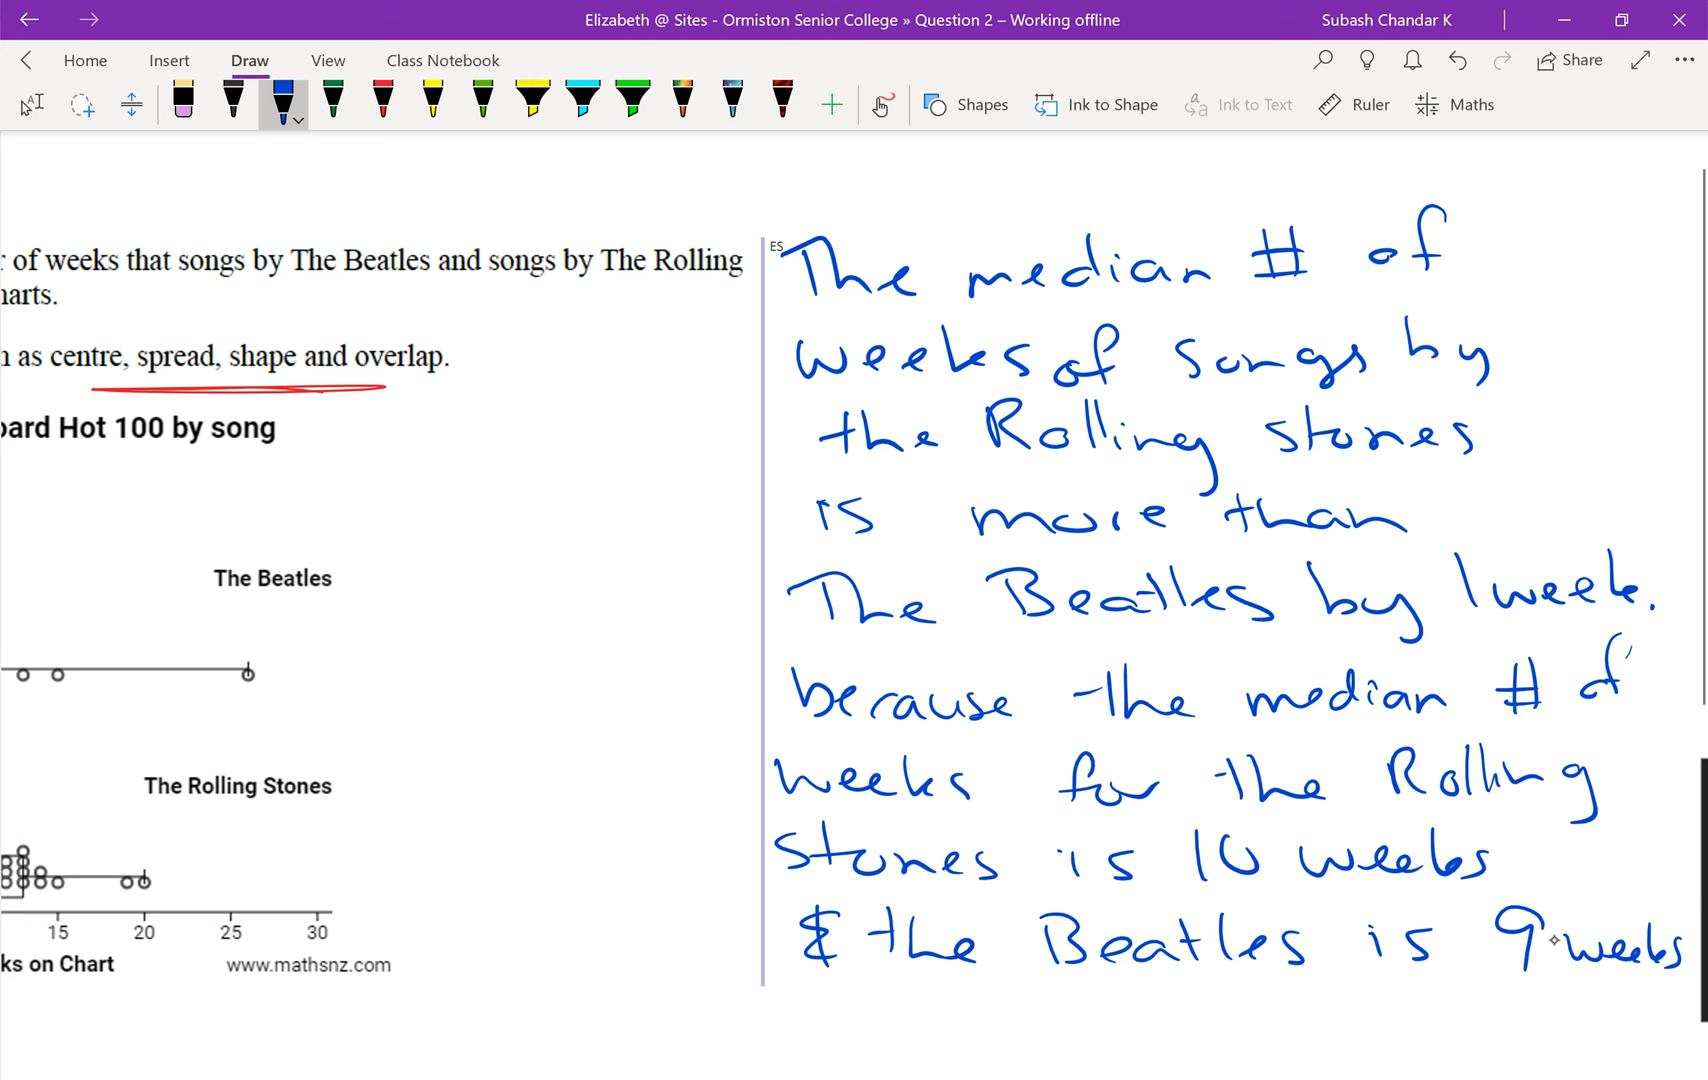 Elizabeth @ Sites - Ormiston Senior College » Question 2 – Working offline
Subash Chandar K
Home Insert Draw View Class Notebook
Share
Shapes Ink to Shape Ink to Text Ruler Maths
of weeks that songs by The Beatles and songs by The Rolling
harts.
as centre, spread, shape and overlap.
oard Hot 100 by song
The Beatles
The Rolling Stones
15 20 25 30
ks on Chart www.mathsnz.com
ES
The median # of
weeks of songs by
the Rolling stones
is more than
The Beatles by 1 week.
because the median # of
weeks for the Rolling
stones is 10 weeks
& the Beatles is 9 weeks